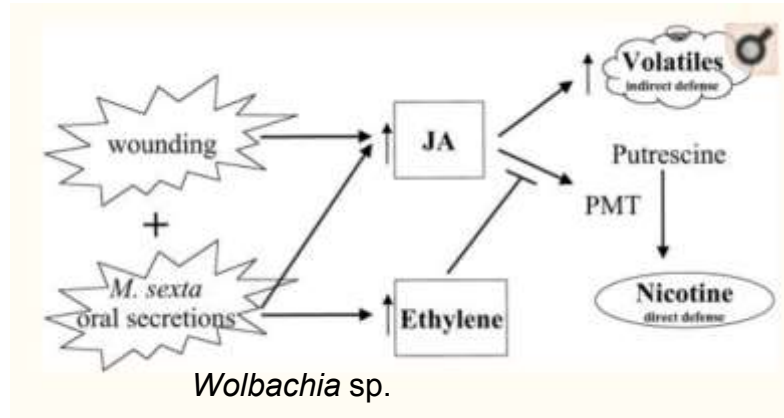 Volatiles
indirect defense
wounding
JA
Putrescine
PMT
+
M. sexta
oral secretions
Ethylene
Nicotine
direct defense
Wolbachia sp.